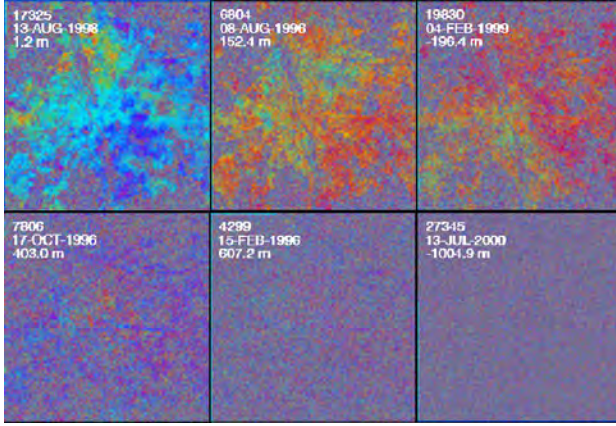 17325
13-AUG-1998
1.2 m
6804
08-AUG-1996
152.4 m
19830
04-FEB-1999
-196.4 m
7806
17-OCT-1996
403.0 m
4299
15-FEB-1996
607.2 m
27345
13-JUL-2000
-1004.9 m